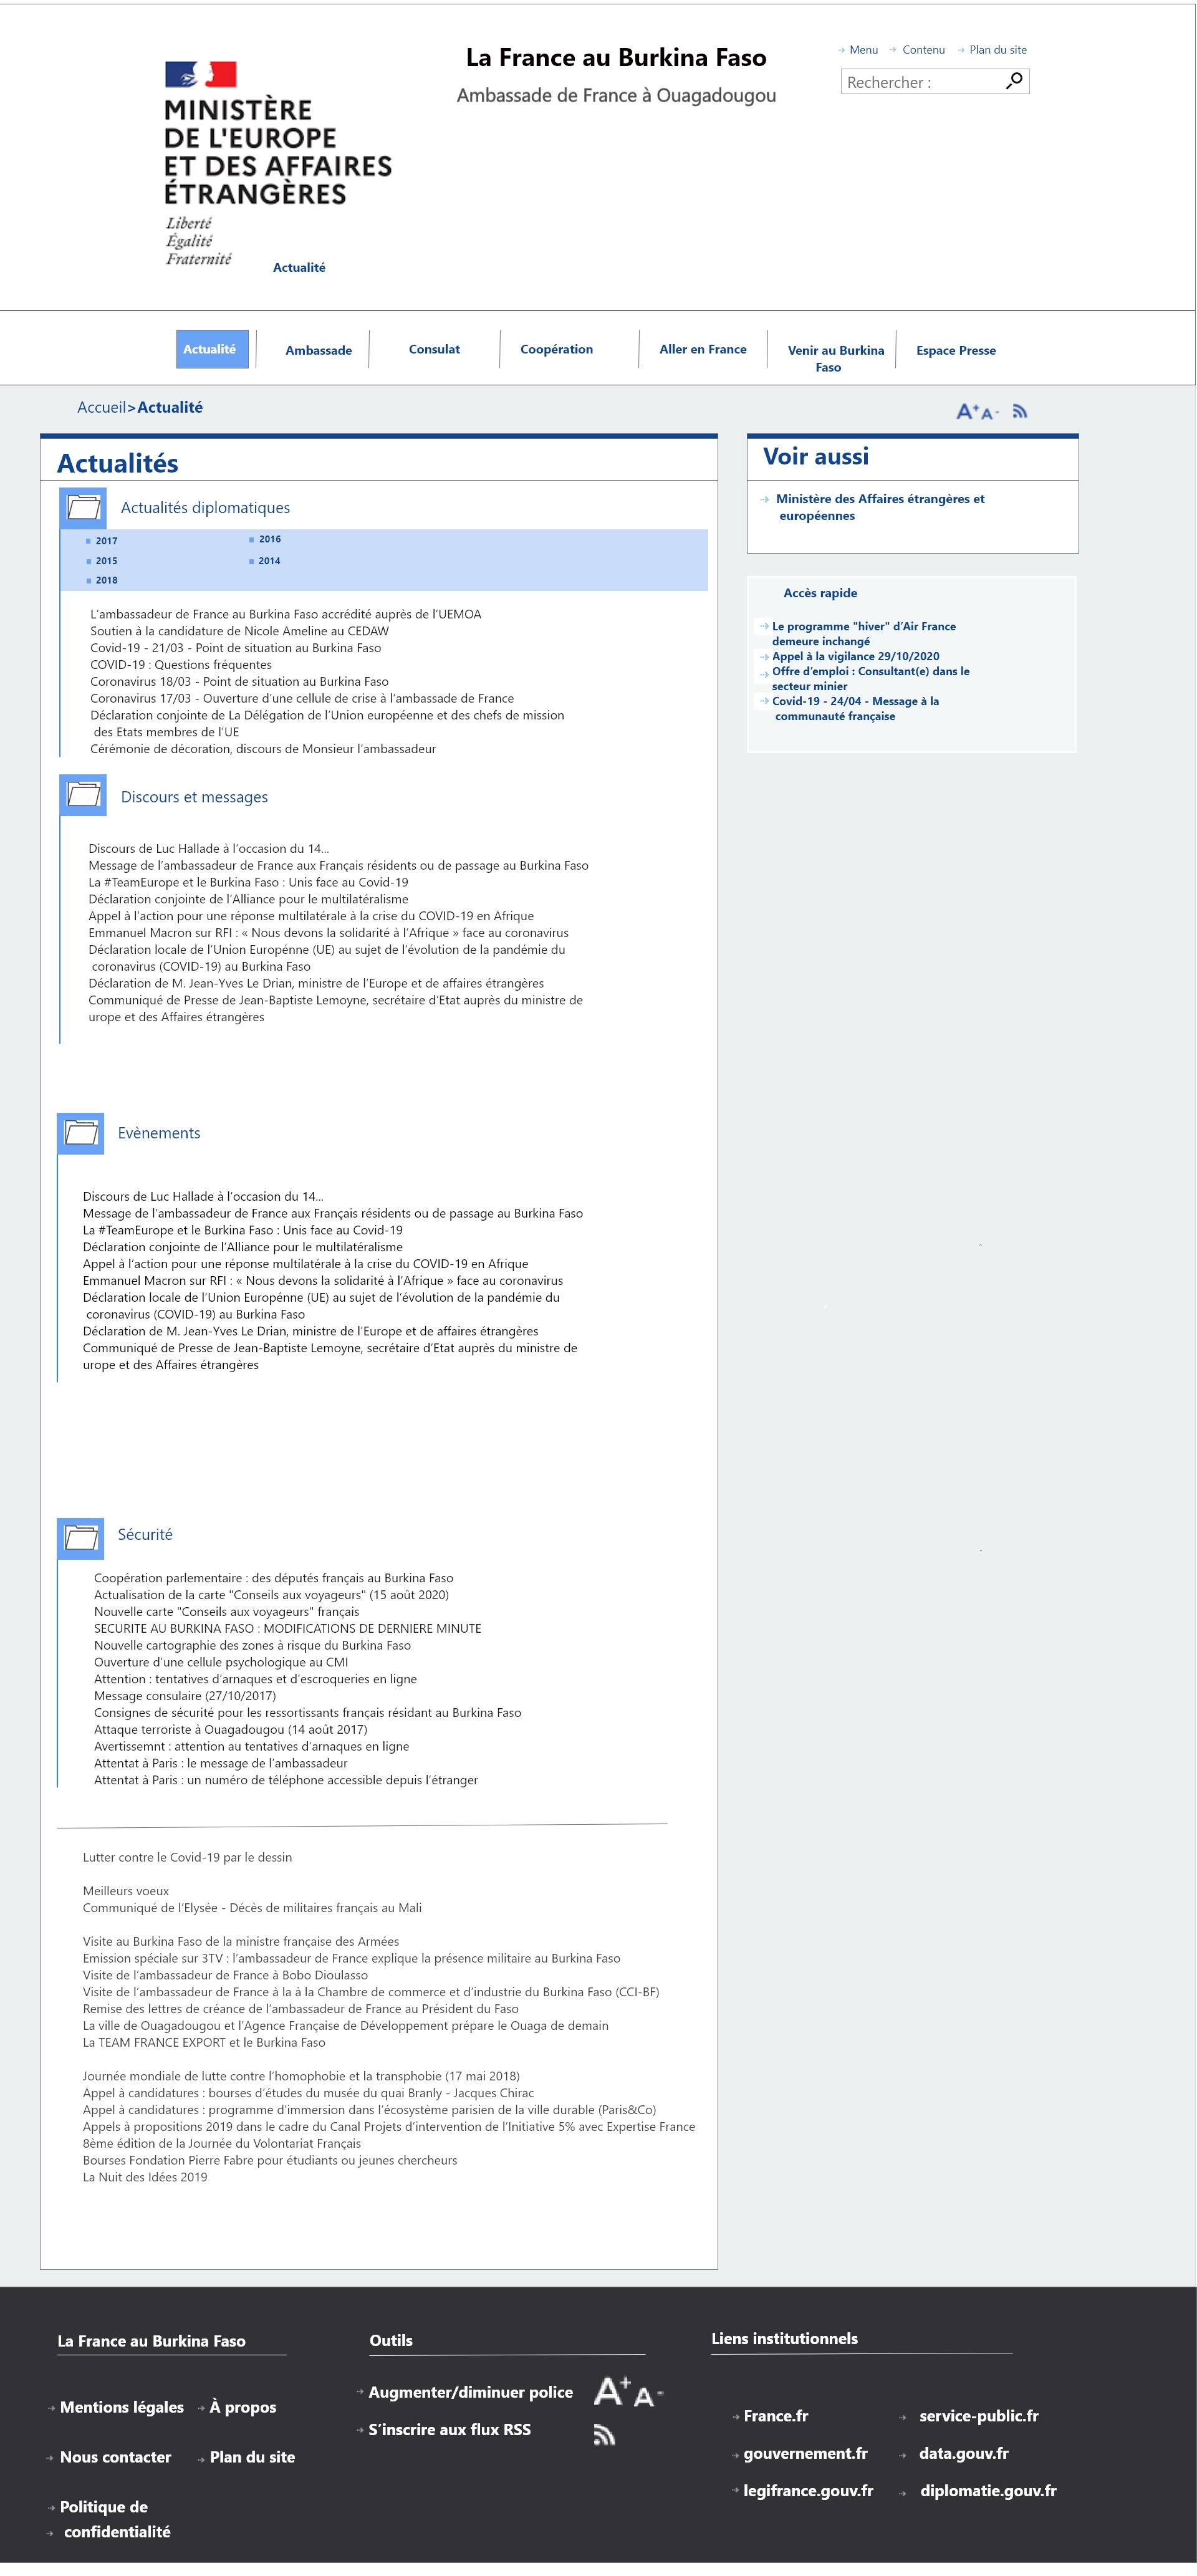 La France au Burkina Faso
Ambassade de France à Ouagadougou
Menu
Contenu
Plan du site
Rechercher :
MINISTÈRE
DE L'EUROPE
ET DES AFFAIRES
ÉTRANGÈRES
Liberté
Égalité
Fraternité
Actualité
Actualité
Ambassade
Consulat
Coopération
Aller en France
Venir au Burkina
Faso
Espace Presse
Accueil>Actualité
A+ A-
Actualités
Actualités diplomatiques
2017
2016
2015
2014
2018
L'ambassadeur de France au Burkina Faso accrédité auprès de l'UEMOA
Soutien à la candidature de Nicole Ameline au CEDAW
Covid-19 - 21/03 - Point de situation au Burkina Faso
COVID-19 : Questions fréquentes
Coronavirus 18/03 - Point de situation au Burkina Faso
Coronavirus 17/03 - Ouverture d'une cellule de crise à l'ambassade de France
Déclaration conjointe de La Délégation de l'Union européenne et des chefs de mission
des Etats membres de l'UE
Cérémonie de décoration, discours de Monsieur l'ambassadeur
Discours et messages
Discours de Luc Hallade à l'occasion du 14...
Message de l'ambassadeur de France aux Français résidents ou de passage au Burkina Faso
La #TeamEurope et le Burkina Faso : Unis face au Covid-19
Déclaration conjointe de l'Alliance pour le multilatéralisme
Appel à l'action pour une réponse multilatérale à la crise du COVID-19 en Afrique
Emmanuel Macron sur RFI : « Nous devons la solidarité à l'Afrique » face au coronavirus
Déclaration locale de l'Union Europénne (UE) au sujet de l'évolution de la pandémie du
coronavirus (COVID-19) au Burkina Faso
Déclaration de M. Jean-Yves Le Drian, ministre de l'Europe et de affaires étrangères
Communiqué de Presse de Jean-Baptiste Lemoyne, secrétaire d'Etat auprès du ministre de
urope et des Affaires étrangères
Evènements
Discours de Luc Hallade à l'occasion du 14...
Message de l'ambassadeur de France aux Français résidents ou de passage au Burkina Faso
La #TeamEurope et le Burkina Faso : Unis face au Covid-19
Déclaration conjointe de l'Alliance pour le multilatéralisme
Appel à l'action pour une réponse multilatérale à la crise du COVID-19 en Afrique
Emmanuel Macron sur RFI : « Nous devons la solidarité à l'Afrique » face au coronavirus
Déclaration locale de l'Union Europénne (UE) au sujet de l'évolution de la pandémie du
coronavirus (COVID-19) au Burkina Faso
Déclaration de M. Jean-Yves Le Drian, ministre de l'Europe et de affaires étrangères
Communiqué de Presse de Jean-Baptiste Lemoyne, secrétaire d'Etat auprès du ministre de
urope et des Affaires étrangères
Sécurité
Coopération parlementaire : des députés français au Burkina Faso
Actualisation de la carte "Conseils aux voyageurs" (15 août 2020)
Nouvelle carte "Conseils aux voyageurs" français
SECURITE AU BURKINA FASO : MODIFICATIONS DE DERNIERE MINUTE
Nouvelle cartographie des zones à risque du Burkina Faso
Ouverture d'une cellule psychologique au CMI
Attention : tentatives d'arnaques et d'escroqueries en ligne
Message consulaire (27/10/2017)
Consignes de sécurité pour les ressortissants français résidant au Burkina Faso
Attaque terroriste à Ouagadougou (14 août 2017)
Avertissemnt : attention au tentatives d'arnaques en ligne
Attentat à Paris : le message de l'ambassadeur
Attentat à Paris : un numéro de téléphone accessible depuis l'étranger
Lutter contre le Covid-19 par le dessin
Meilleurs voeux
Communiqué de l'Elysée - Décès de militaires français au Mali
Visite au Burkina Faso de la ministre française des Armées
Emission spéciale sur 3TV : l'ambassadeur de France explique la présence militaire au Burkina Faso
Visite de l'ambassadeur de France à Bobo Dioulasso
Visite de l'ambassadeur de France à la à la Chambre de commerce et d'industrie du Burkina Faso (CCI-BF)
Remise des lettres de créance de l'ambassadeur de France au Président du Faso
La ville de Ouagadougou et l'Agence Française de Développement prépare le Ouaga de demain
La TEAM FRANCE EXPORT et le Burkina Faso
Journée mondiale de lutte contre l'homophobie et la transphobie (17 mai 2018)
Appel à candidatures : bourses d'études du musée du quai Branly - Jacques Chirac
Appel à candidatures : programme d'immersion dans l'écosystème parisien de la ville durable (Paris&Co)
Appels à propositions 2019 dans le cadre du Canal Projets d'intervention de l'Initiative 5% avec Expertise France
8ème édition de la Journée du Volontariat Français
Bourses Fondation Pierre Fabre pour étudiants ou jeunes chercheurs
La Nuit des Idées 2019
Voir aussi
Ministère des Affaires étrangères et
européennes
Accès rapide
Le programme "hiver" d'Air France
demeure inchangé
Appel à la vigilance 29/10/2020
Offre d'emploi : Consultant(e) dans le
secteur minier
Covid-19 - 24/04 - Message à la
communauté française
La France au Burkina Faso
Mentions légales
À propos
Nous contacter
Plan du site
Politique de
confidentialité
Outils
Augmenter/diminuer police
A+ A-
S'inscrire aux flux RSS
Liens institutionnels
France.fr
service-public.fr
gouvernement.fr
data.gouv.fr
legifrance.gouv.fr
diplomatie.gouv.fr